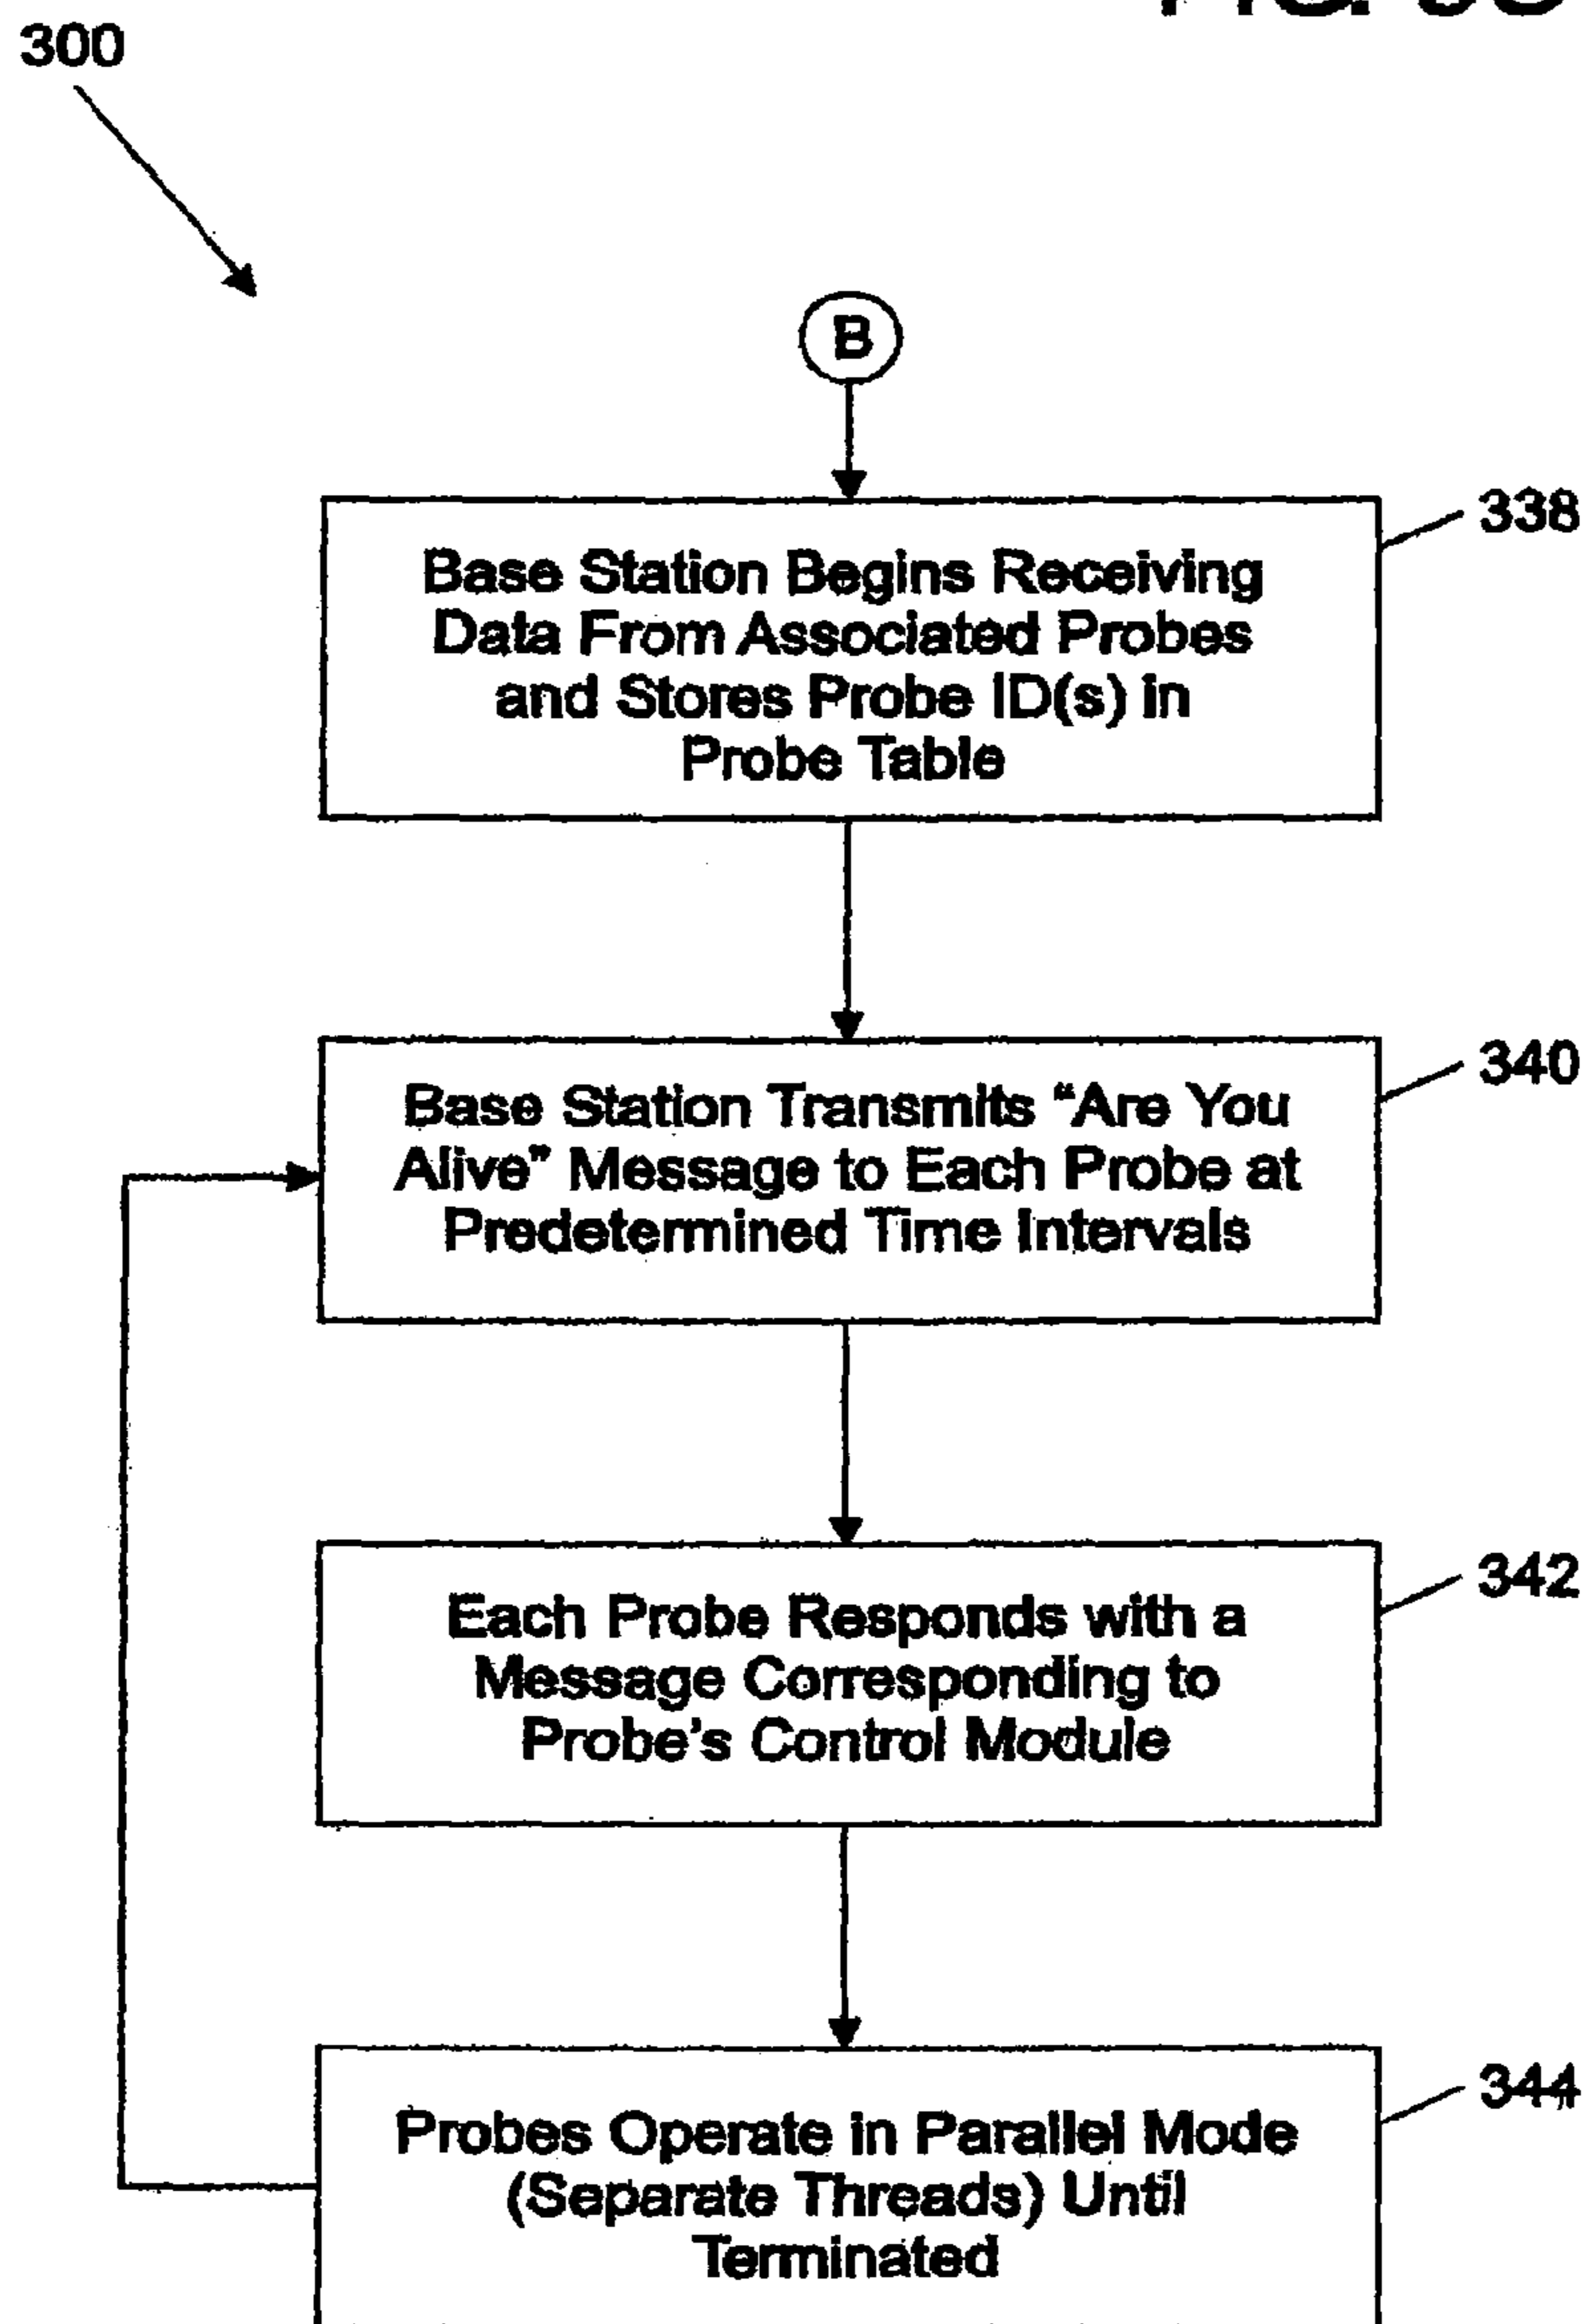 300
B
338
Base Station Begins Receiving
Data From Associated Probes
and Stores Probe ID(s) in
Probe Table
340
Base Station Transmits “Are You
Alive” Message to Each Probe at
Predetermined Time Intervals
342
Each Probe Responds with a
Message Corresponding to
Probe’s Control Module
344
Probes Operate in Parallel Mode
(Separate Threads) Until
Terminated